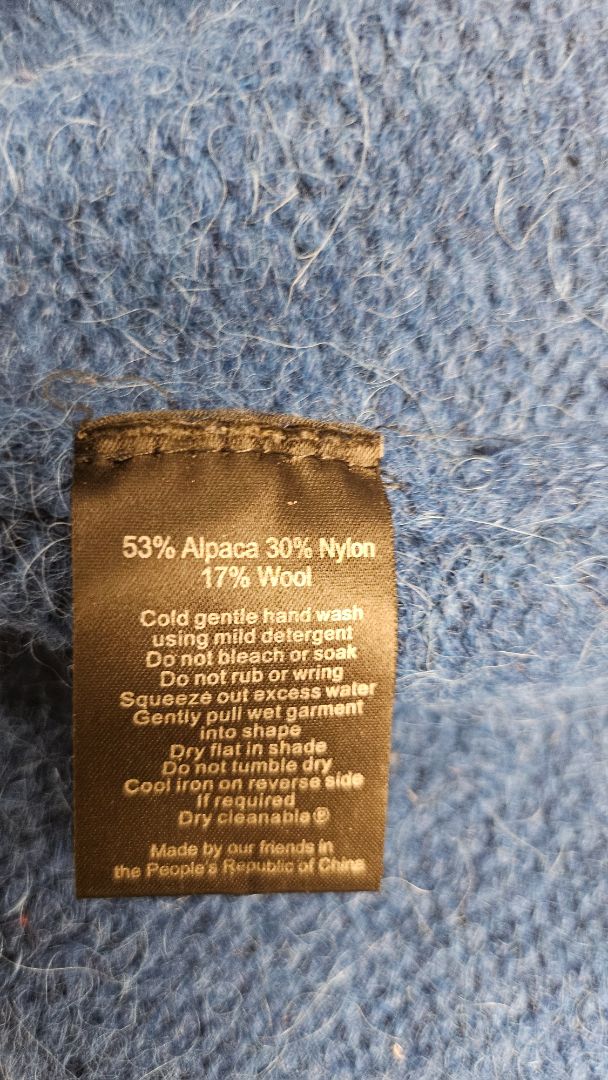 53% Alpaca 30% Nylon
17% Wool
Cold gentle hand wash
using mild detergent
Do not bleach or soak
Do not rub or wring
Squeeze out excess water
Gently pull wet garment
into shape
Dry flat in shade
Do not tumble dry
Cool iron on reverse side
If required
Dry cleanable Ⓟ
Made by our friends in
the People's Republic of China